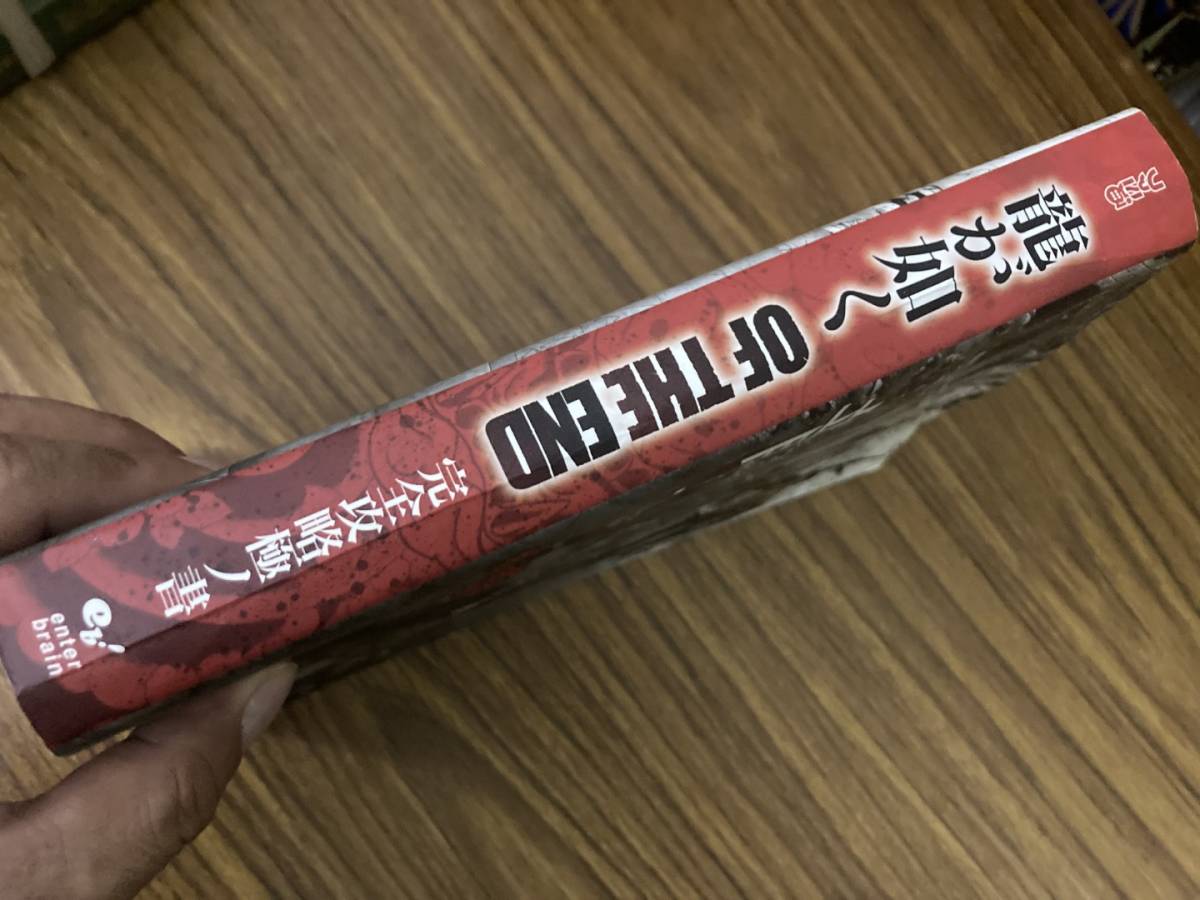 ファミ通
龍が如く
OF THE END
完全攻略極ノ書
eb!
enter
brain